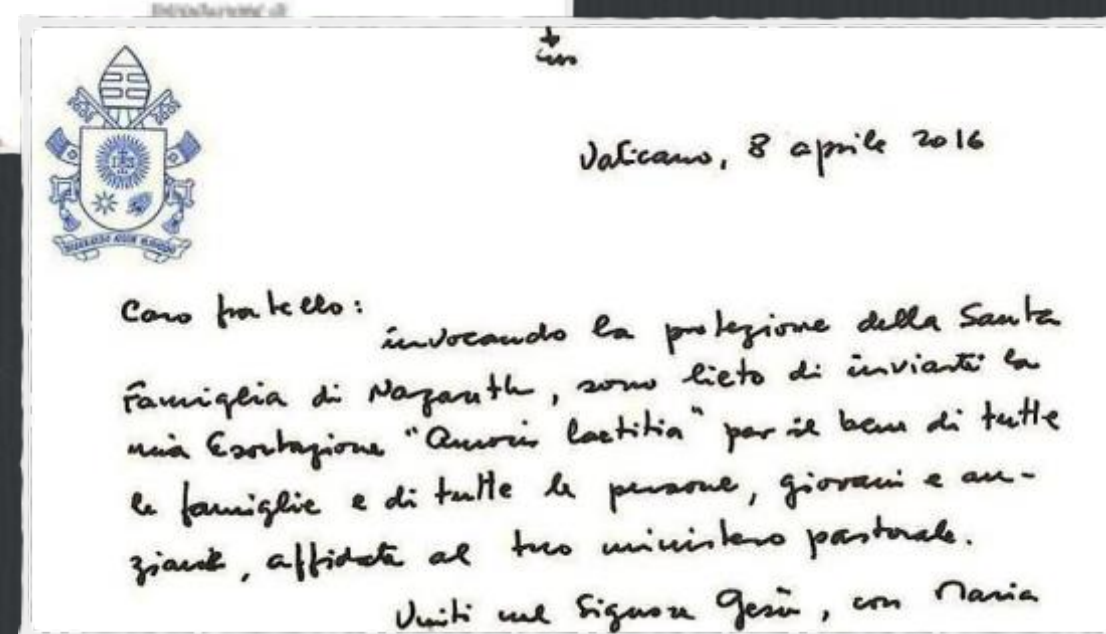 Introduzione di
Vaticano, 8 aprile 2016
Caro fratello:
invocando la protezione della Santa
Famiglia di Nazareth, sono lieto di inviarti la
mia Esortazione "Amoris laetitia" per il bene di tutte
le famiglie e di tutte le persone, giovani e an-
ziane, affidate al tuo ministero pastorale.
Uniti nel Signore Gesù, con Maria